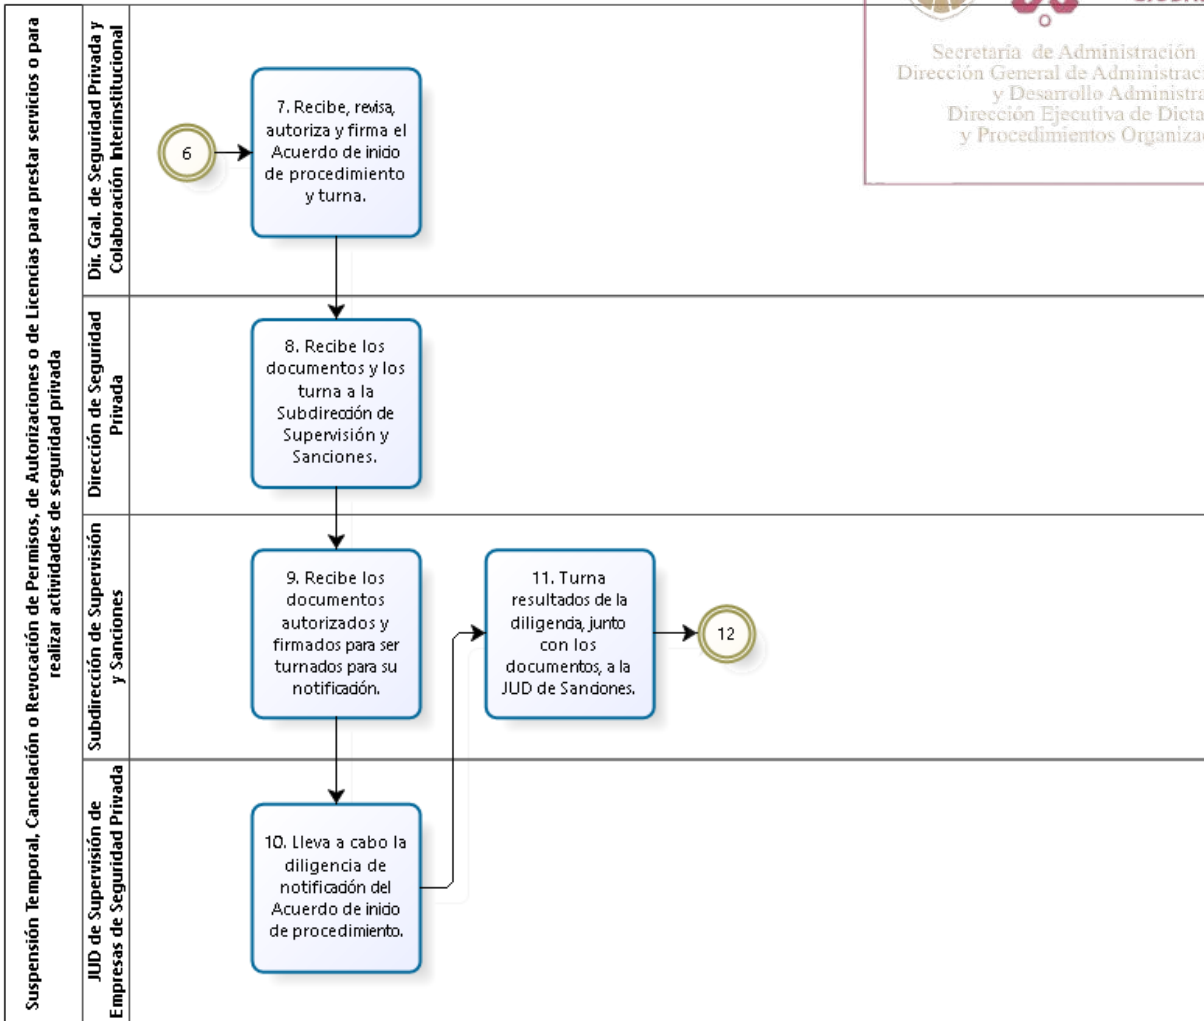 Suspensión Temporal, Cancelación o Revocación de Permisos, de Autorizaciones o de Licencias para prestar servicios o para
realizar actividades de seguridad privada
Dir. Gral. de Seguridad Privada y
Colaboración Interinstitucional
6
7. Recibe, revisa,
autoriza y firma el
Acuerdo de inicio
de procedimiento
y turna.
Secretaría de Administración
Dirección General de Administraci
y Desarrollo Administra
Dirección Ejecutiva de Dicta
y Procedimientos Organiza
Dirección de Seguridad
Privada
8. Recibe los
documentos y los
turna a la
Subdirección de
Supervisión y
Sanciones.
Subdirección de Supervisión
y Sanciones
9. Recibe los
documentos
autorizados y
firmados para ser
turnados para su
notificación.
11. Turna
resultados de la
diligencia, junto
con los
documentos, a la
JUD de Sanciones.
12
JUD de Supervisión de
Empresas de Seguridad Privada
10. Lleva a cabo la
diligencia de
notificación del
Acuerdo de inicio
de procedimiento.